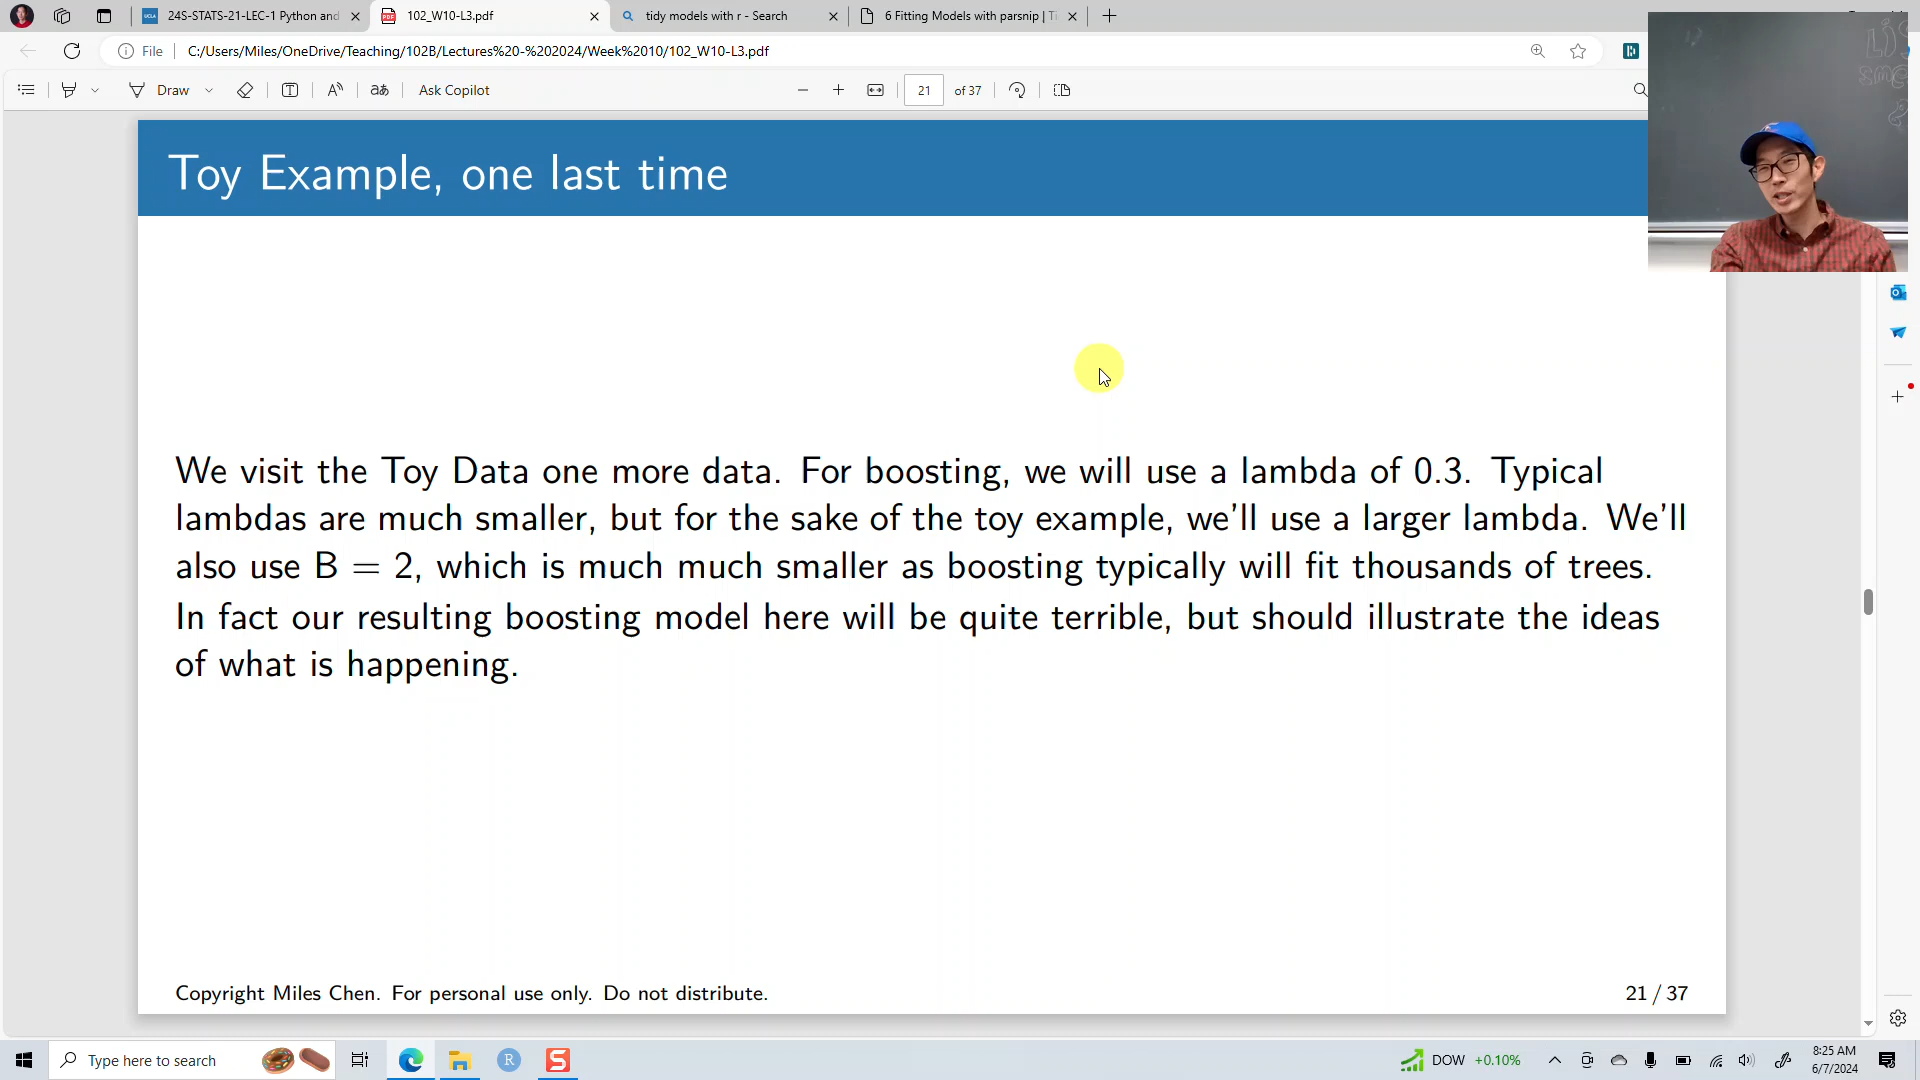 24S-STATS-21-LEC-1 Python and
102_W10-L3.pdf
tidy models with r - Search
6 Fitting Models with parsnip | Ti
File
C:/Users/Miles/OneDrive/Teaching/102B/Lectures%20-%202024/Week%2010/102_W10-L3.pdf
Draw
Ask Copilot
21
of 37
Toy Example, one last time
We visit the Toy Data one more data. For boosting, we will use a lambda of 0.3. Typical
lambdas are much smaller, but for the sake of the toy example, we'll use a larger lambda. We'll
also use B = 2, which is much much smaller as boosting typically will fit thousands of trees.
In fact our resulting boosting model here will be quite terrible, but should illustrate the ideas
of what is happening.
Copyright Miles Chen. For personal use only. Do not distribute.
21 / 37
Type here to search
DOW +0.10%
8:25 AM
6/7/2024